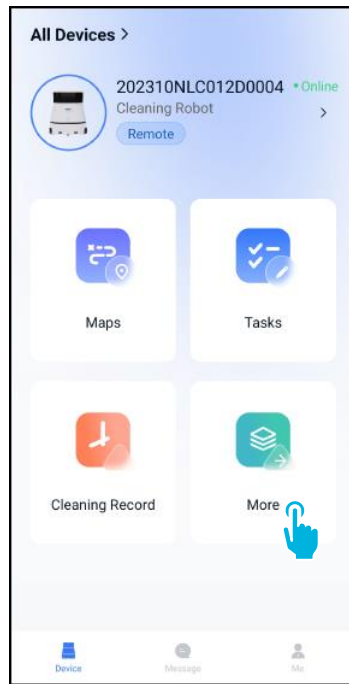 All Devices >
202310NLC012D0004 • Online
Cleaning Robot >
Remote
Maps
Tasks
Cleaning Record
More
Device
Message
Me